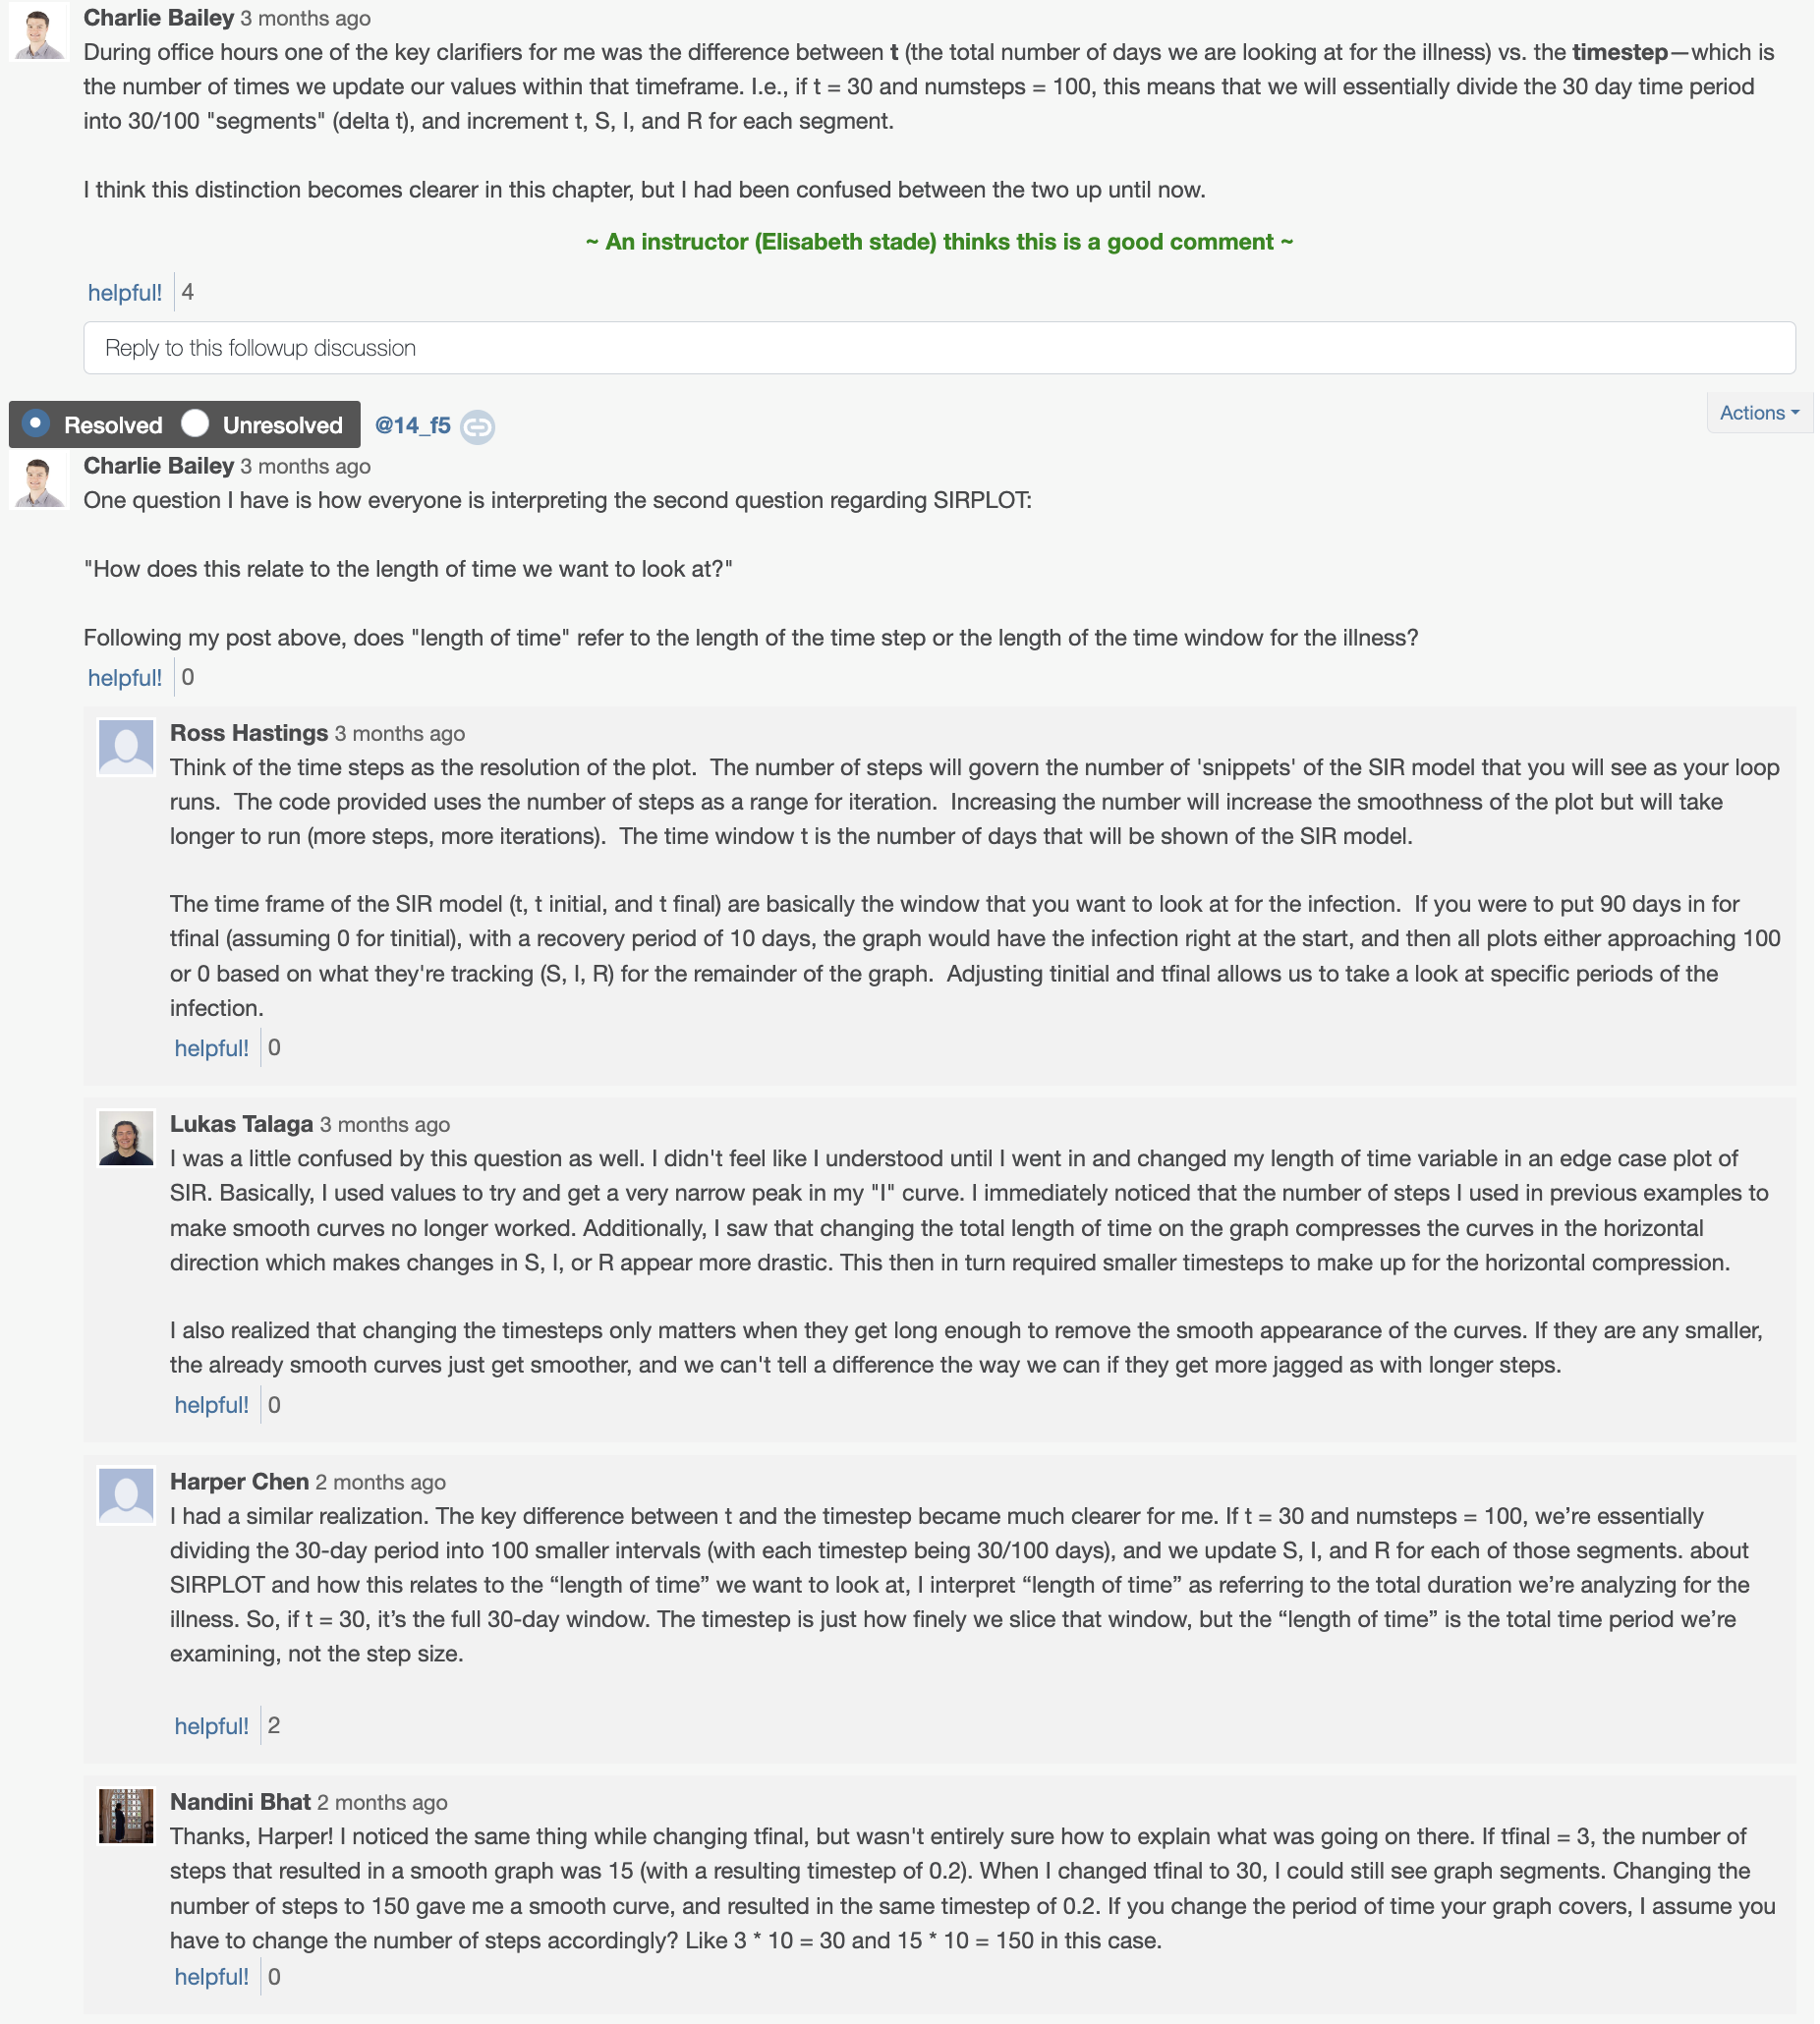 Charlie Bailey 3 months ago
During office hours one of the key clarifiers for me was the difference between t (the total number of days we are looking at for the illness) vs. the timestep—which is
the number of times we update our values within that timeframe. I.e., if t = 30 and numsteps = 100, this means that we will essentially divide the 30 day time period
into 30/100 "segments" (delta t), and increment t, S, I, and R for each segment.
I think this distinction becomes clearer in this chapter, but I had been confused between the two up until now.
~ An instructor (Elisabeth stade) thinks this is a good comment ~
helpful! 4
Reply to this followup discussion
Resolved Unresolved @14_f5
Actions
Charlie Bailey 3 months ago
One question I have is how everyone is interpreting the second question regarding SIRPLOT:
"How does this relate to the length of time we want to look at?"
Following my post above, does "length of time" refer to the length of the time step or the length of the time window for the illness?
helpful! 0
Ross Hastings 3 months ago
Think of the time steps as the resolution of the plot.  The number of steps will govern the number of 'snippets' of the SIR model that you will see as your loop
runs.  The code provided uses the number of steps as a range for iteration.  Increasing the number will increase the smoothness of the plot but will take
longer to run (more steps, more iterations).  The time window t is the number of days that will be shown of the SIR model.
The time frame of the SIR model (t, t initial, and t final) are basically the window that you want to look at for the infection.  If you were to put 90 days in for
tfinal (assuming 0 for tinitial), with a recovery period of 10 days, the graph would have the infection right at the start, and then all plots either approaching 100
or 0 based on what they're tracking (S, I, R) for the remainder of the graph.  Adjusting tinitial and tfinal allows us to take a look at specific periods of the
infection.
helpful! 0
Lukas Talaga 3 months ago
I was a little confused by this question as well. I didn't feel like I understood until I went in and changed my length of time variable in an edge case plot of
SIR. Basically, I used values to try and get a very narrow peak in my "I" curve. I immediately noticed that the number of steps I used in previous examples to
make smooth curves no longer worked. Additionally, I saw that changing the total length of time on the graph compresses the curves in the horizontal
direction which makes changes in S, I, or R appear more drastic. This then in turn required smaller timesteps to make up for the horizontal compression.
I also realized that changing the timesteps only matters when they get long enough to remove the smooth appearance of the curves. If they are any smaller,
the already smooth curves just get smoother, and we can't tell a difference the way we can if they get more jagged as with longer steps.
helpful! 0
Harper Chen 2 months ago
I had a similar realization. The key difference between t and the timestep became much clearer for me. If t = 30 and numsteps = 100, we’re essentially
dividing the 30-day period into 100 smaller intervals (with each timestep being 30/100 days), and we update S, I, and R for each of those segments. about
SIRPLOT and how this relates to the “length of time” we want to look at, I interpret “length of time” as referring to the total duration we’re analyzing for the
illness. So, if t = 30, it’s the full 30-day window. The timestep is just how finely we slice that window, but the “length of time” is the total time period we’re
examining, not the step size.
helpful! 2
Nandini Bhat 2 months ago
Thanks, Harper! I noticed the same thing while changing tfinal, but wasn't entirely sure how to explain what was going on there. If tfinal = 3, the number of
steps that resulted in a smooth graph was 15 (with a resulting timestep of 0.2). When I changed tfinal to 30, I could still see graph segments. Changing the
number of steps to 150 gave me a smooth curve, and resulted in the same timestep of 0.2. If you change the period of time your graph covers, I assume you
have to change the number of steps accordingly? Like 3 * 10 = 30 and 15 * 10 = 150 in this case.
helpful! 0